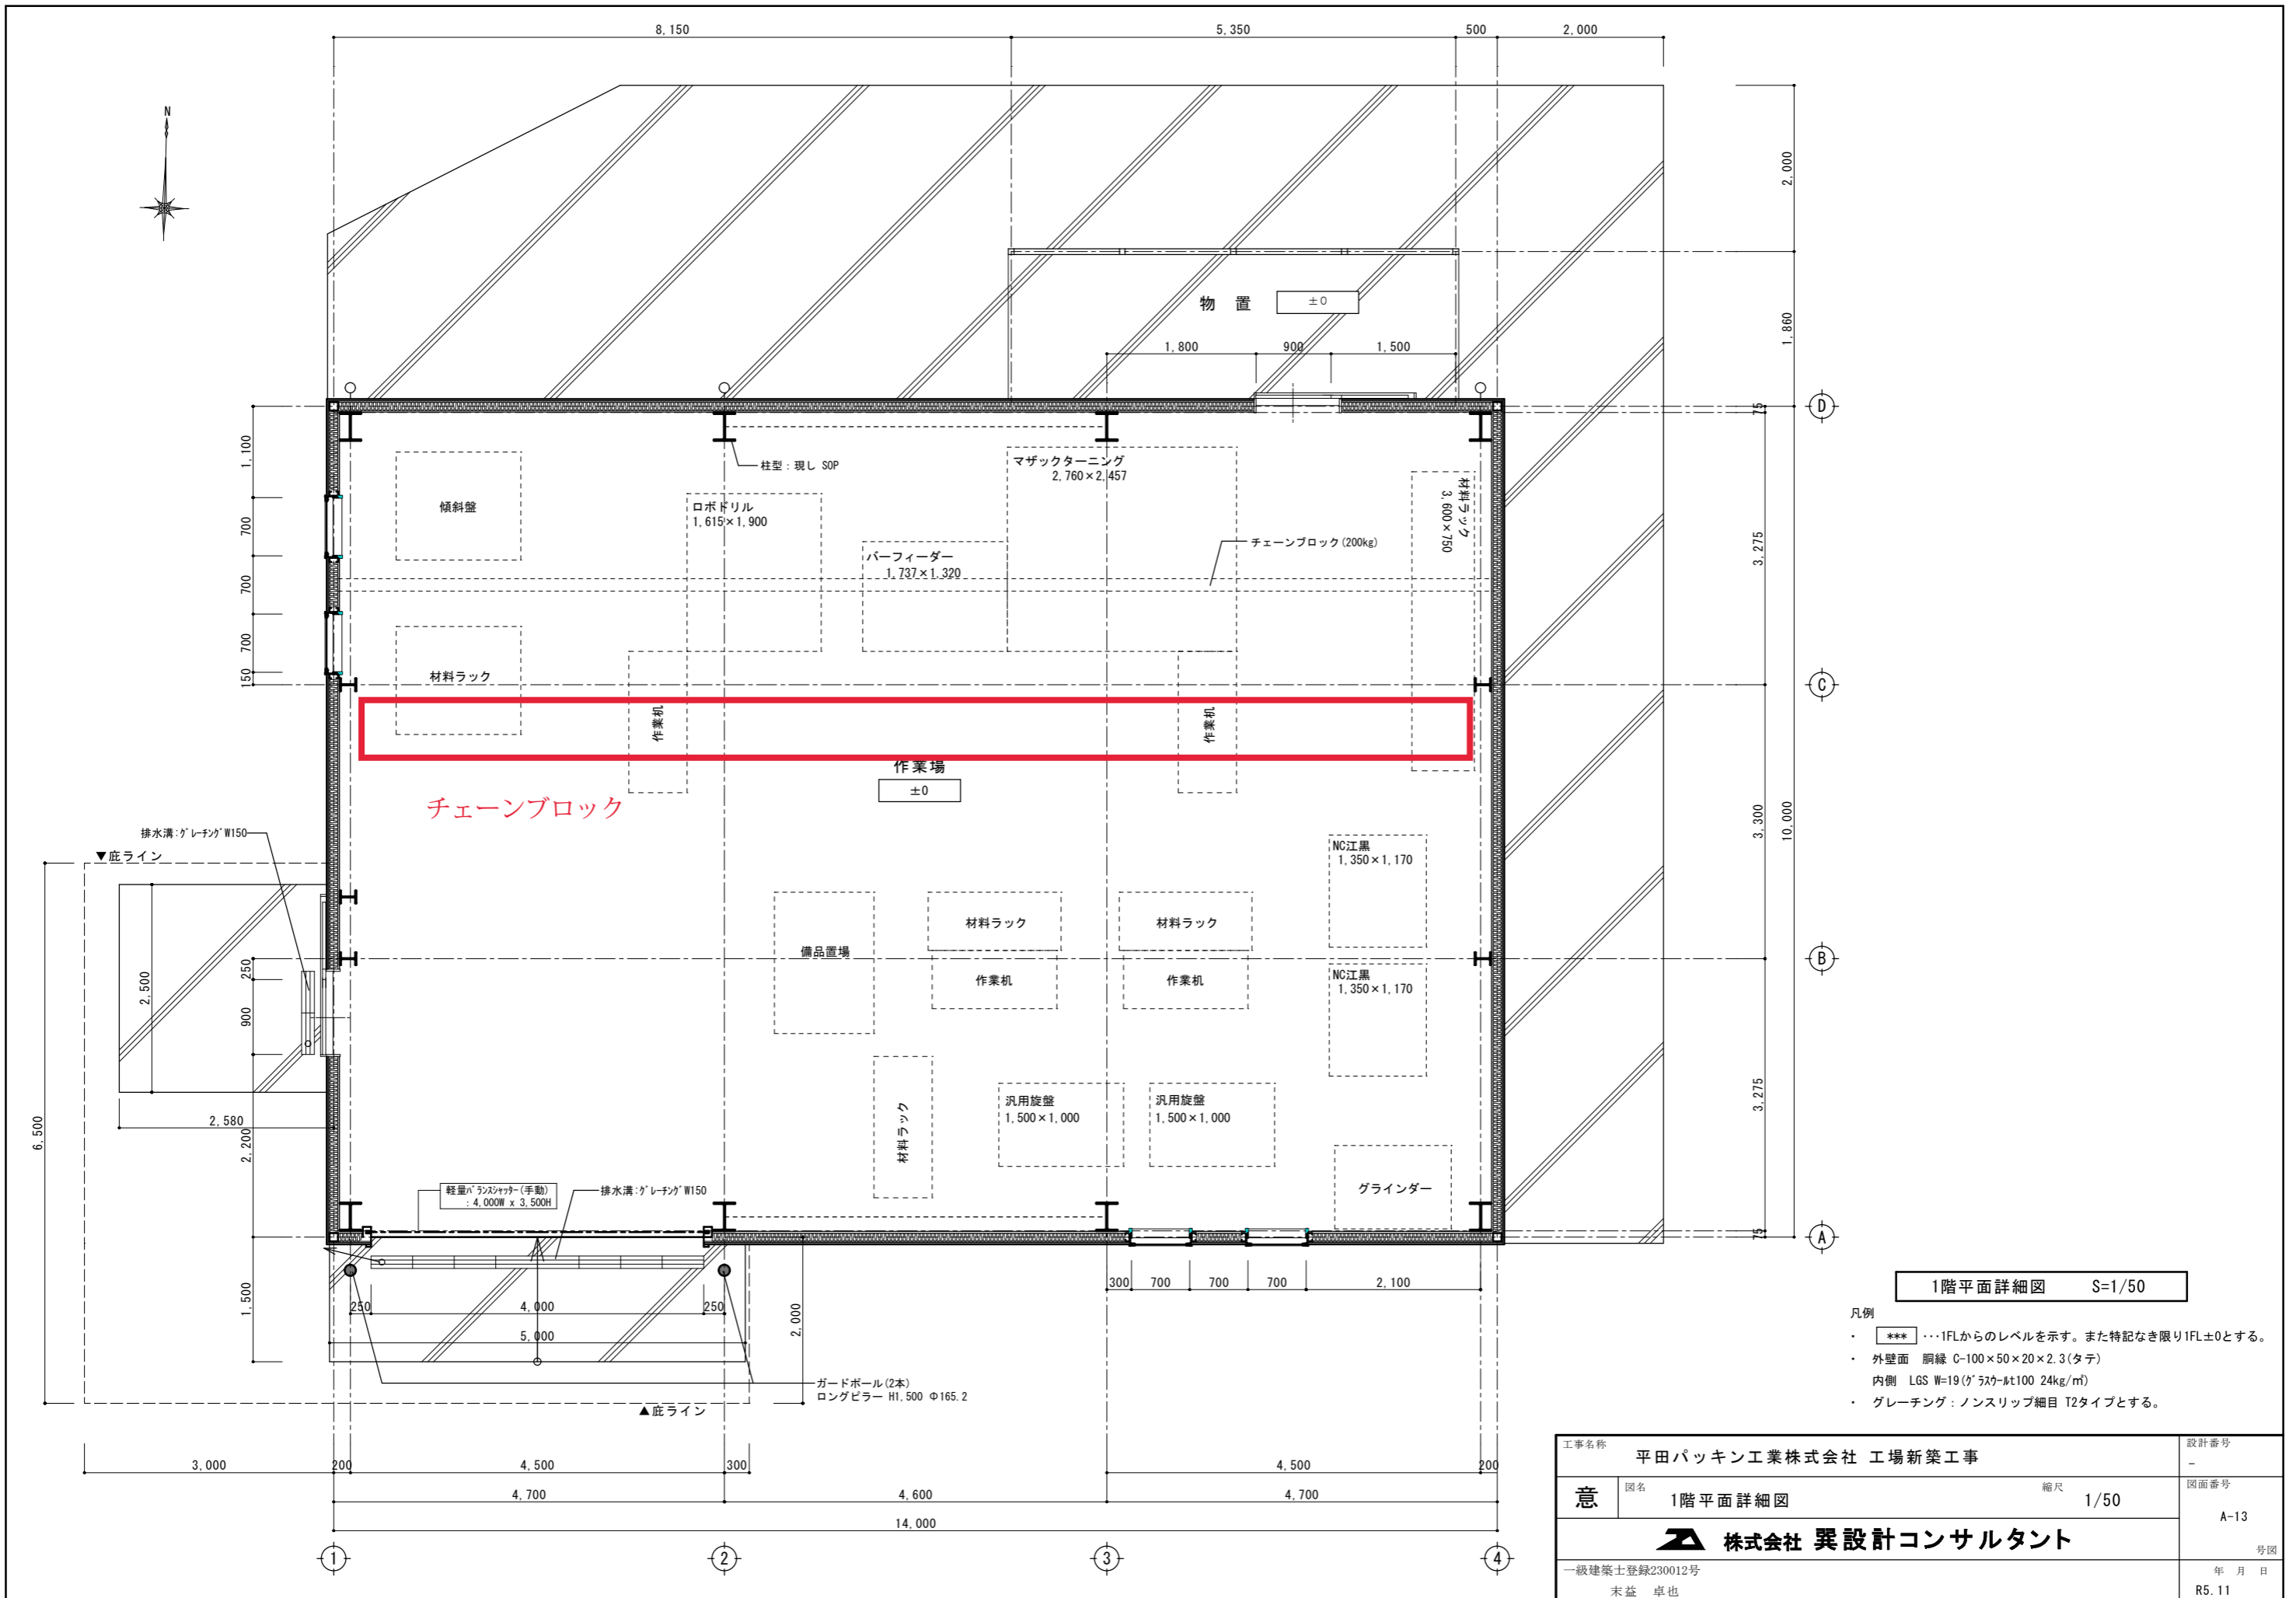 8,150
5,350
500
2,000
N
2,000
物 置
±0
1,860
1,800
900
1,500
75
D
1,100
柱型：現し SOP
マザックターニング
2,760×2,457
材料ラック
3,600×750
傾斜盤
ロボドリル
1,615×1,900
700
バーフィーダー
1,737×1,320
チェーンブロック(200kg)
3,275
700
700
材料ラック
150
C
作業机
作業机
作業場
±0
チェーンブロック
3,300
10,000
排水溝:グレーチングW150
▼庇ライン
NC江黒
1,350×1,170
材料ラック
材料ラック
備品置場
B
250
2,500
作業机
作業机
NC江黒
1,350×1,170
900
3,275
6,500
2,580
2,200
材料ラック
汎用旋盤
1,500×1,000
汎用旋盤
1,500×1,000
軽量バランスシャッター(手動)
：4,000W x 3,500H
排水溝:グレーチングW150
グラインダー
75
A
1,500
300
700
700
700
2,100
250
4,000
250
2,000
5,000
1階平面詳細図 S=1/50
凡例
・ *** ･･･1FLからのレベルを示す。また特記なき限り1FL±0とする。
・ 外壁面 胴縁 C-100×50×20×2.3(タテ)
内側 LGS W=19(グラスウールt100 24kg/㎥)
・ グレーチング：ノンスリップ細目 T2タイプとする。
ガードポール(2本)
ロングピラー H1,500 Φ165.2
▲庇ライン
3,000
200
4,500
300
4,500
200
4,700
4,600
4,700
14,000
1
2
3
4
工事名称
平田パッキン工業株式会社 工場新築工事
設計番号
-
意
図名
1階平面詳細図
縮尺
1/50
図面番号
A-13
号図
株式会社 巽設計コンサルタント
一級建築士登録230012号
末益 卓也
年 月 日
R5.11